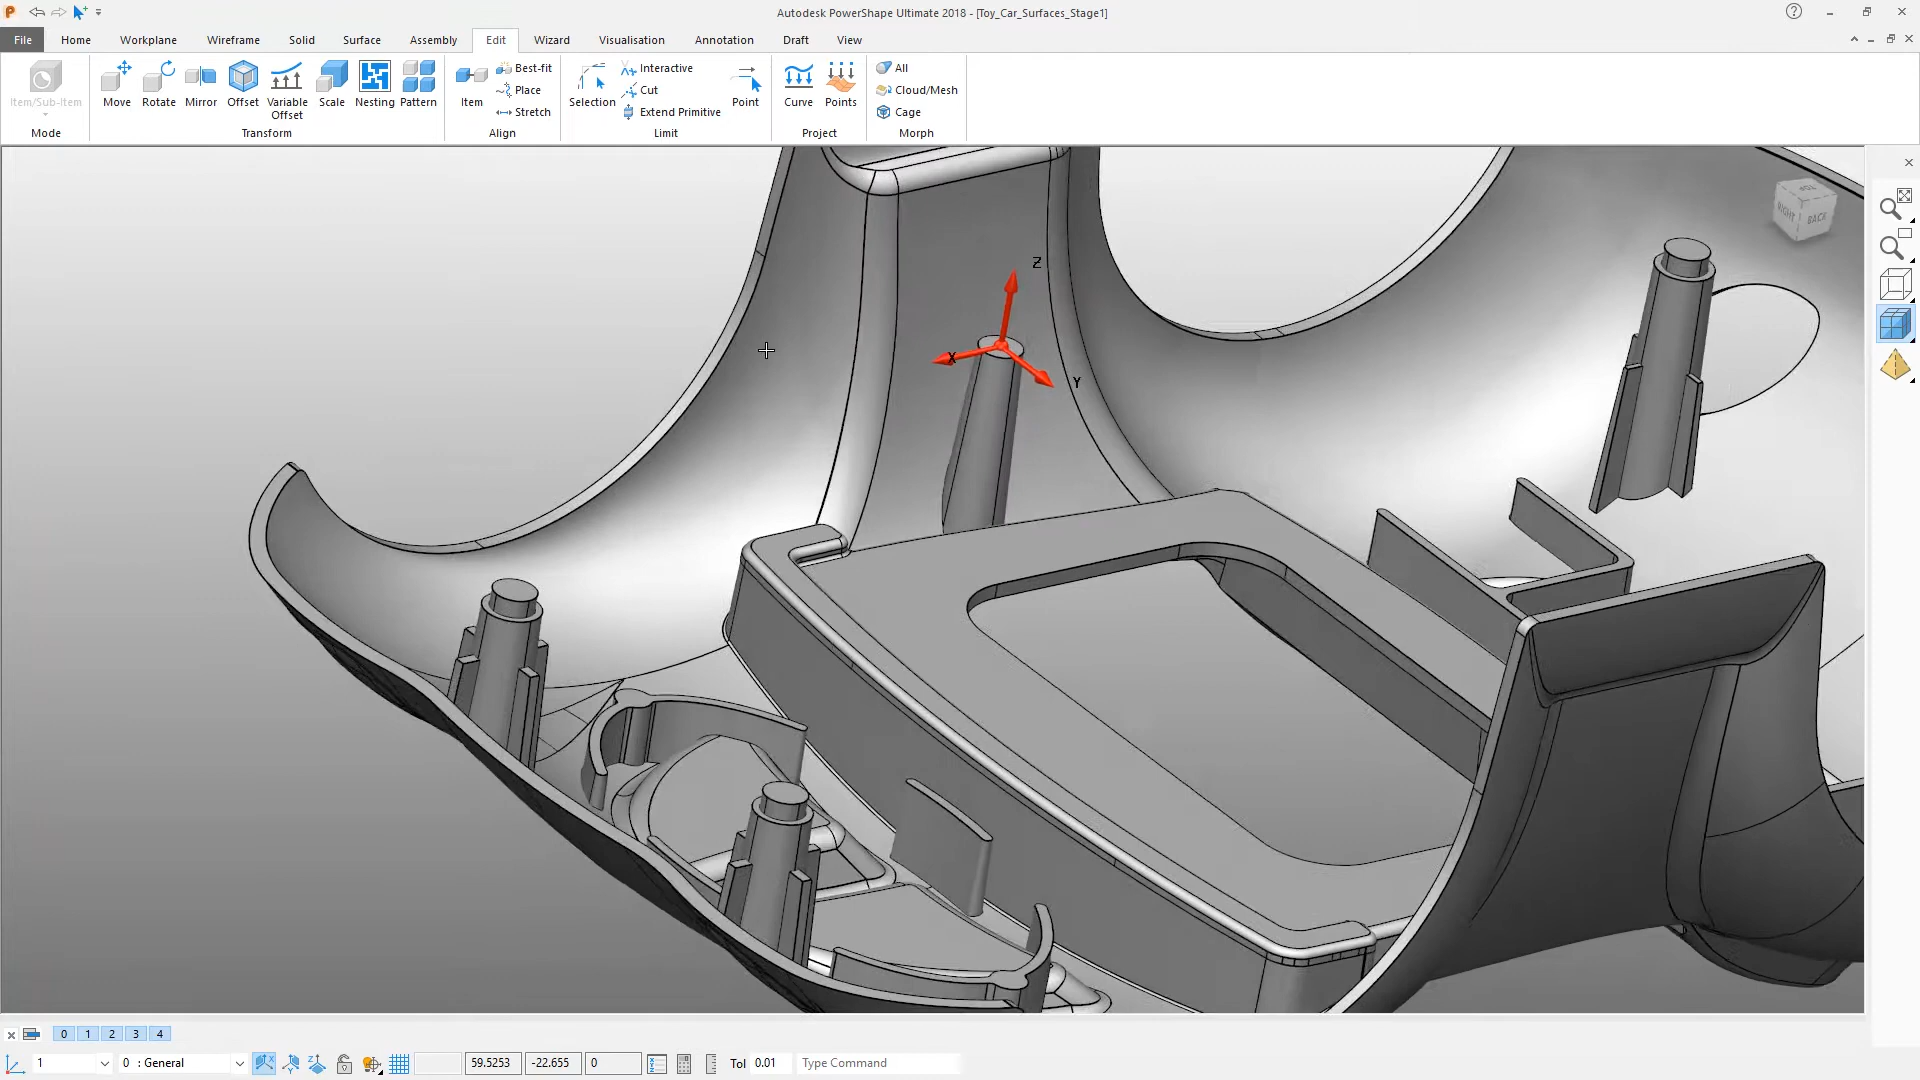 Autodesk PowerShape Ultimate 2018 - [Toy_Car_Surfaces_Stage1]
File Home Workplane Wireframe Solid Surface Assembly Edit Wizard Visualisation Annotation Draft View
Item/Sub-Item
Mode
Move Rotate Mirror Offset Variable Offset Scale Nesting Pattern
Transform
Item
Best-fit
Place
Stretch
Align
Selection
Interactive
Cut
Extend Primitive
Point
Limit
Curve Points
Project
All
Cloud/Mesh
Cage
Morph
TOP
RIGHT BACK
Z
X
Y
0 1 2 3 4
1 0 : General 59.5253 -22.655 0 Tol 0.01 Type Command